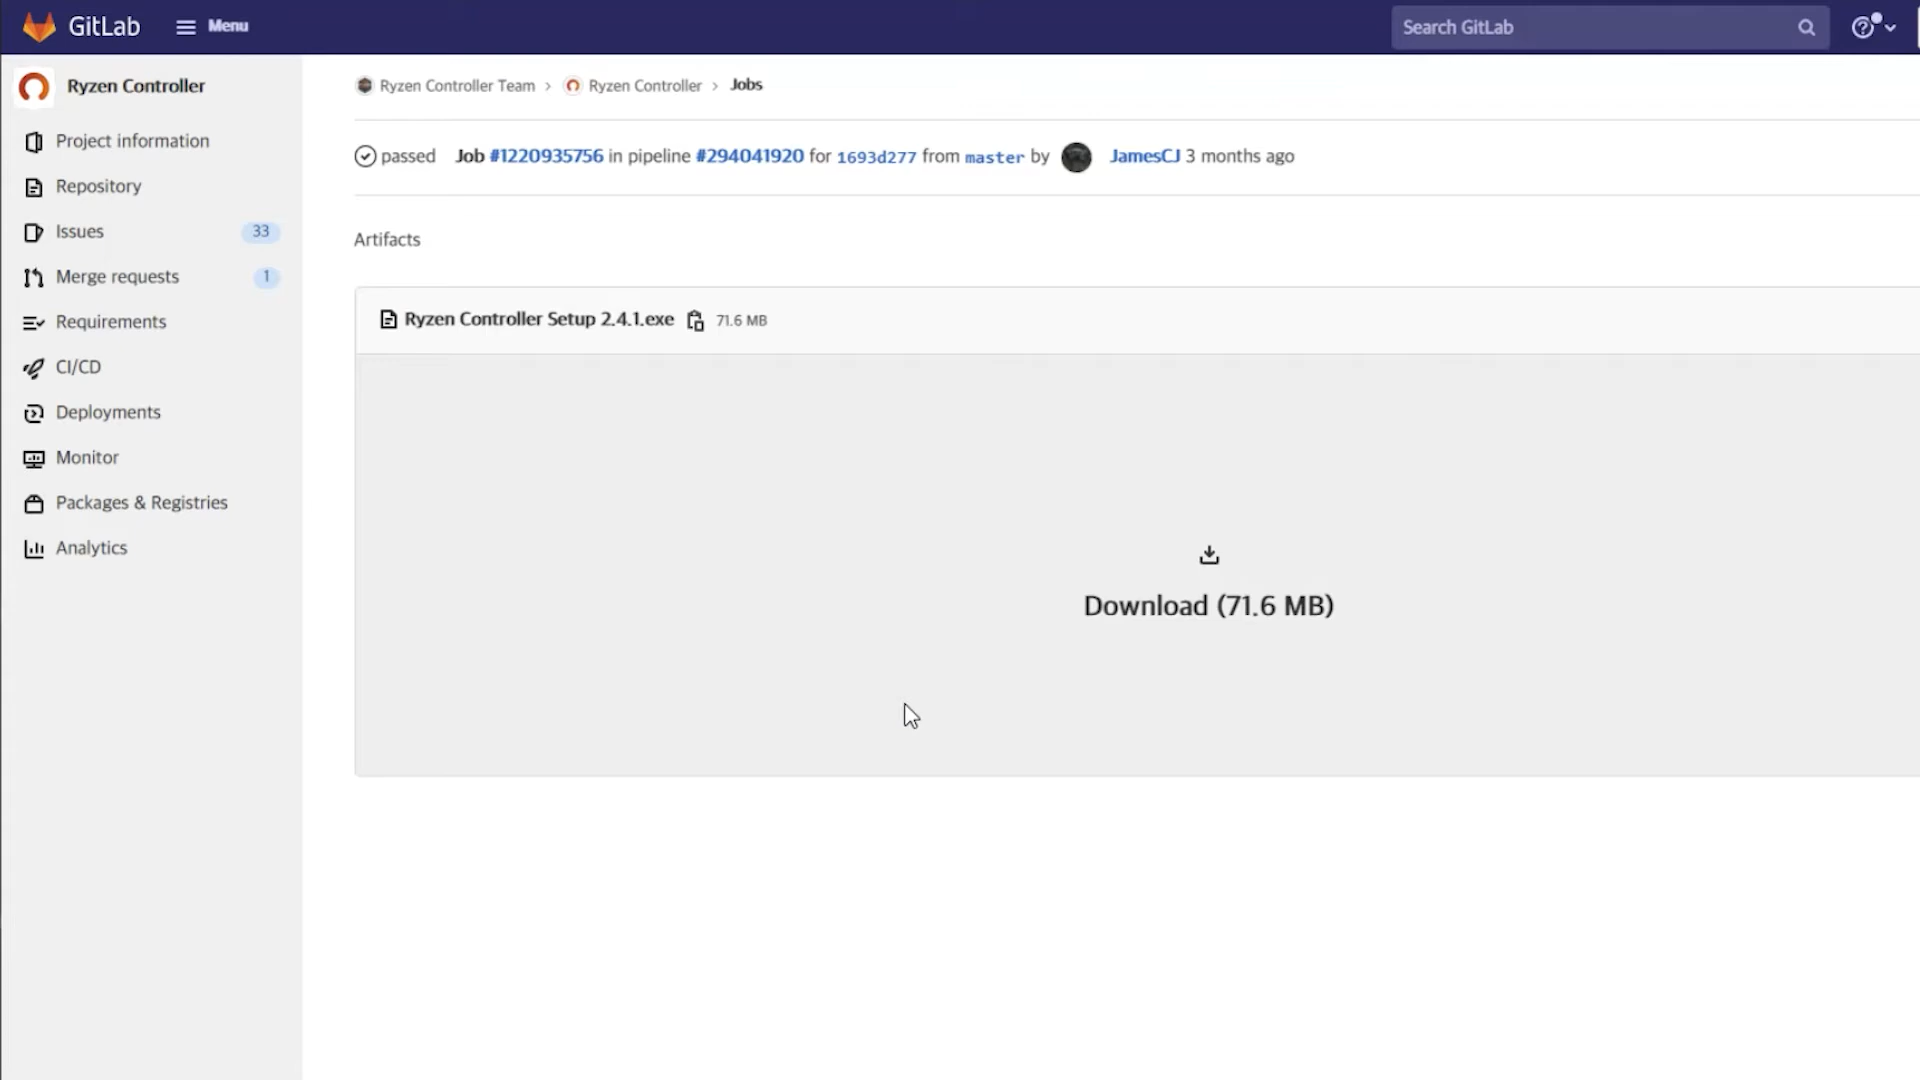 GitLab
Menu
Search GitLab
Ryzen Controller
Project information
Repository
Issues 33
Merge requests 1
Requirements
CI/CD
Deployments
Monitor
Packages & Registries
Analytics
Ryzen Controller Team › Ryzen Controller › Jobs
passed Job #1220935756 in pipeline #294041920 for 1693d277 from master by JamesCJ 3 months ago
Artifacts
Ryzen Controller Setup 2.4.1.exe 71.6 MB
Download (71.6 MB)